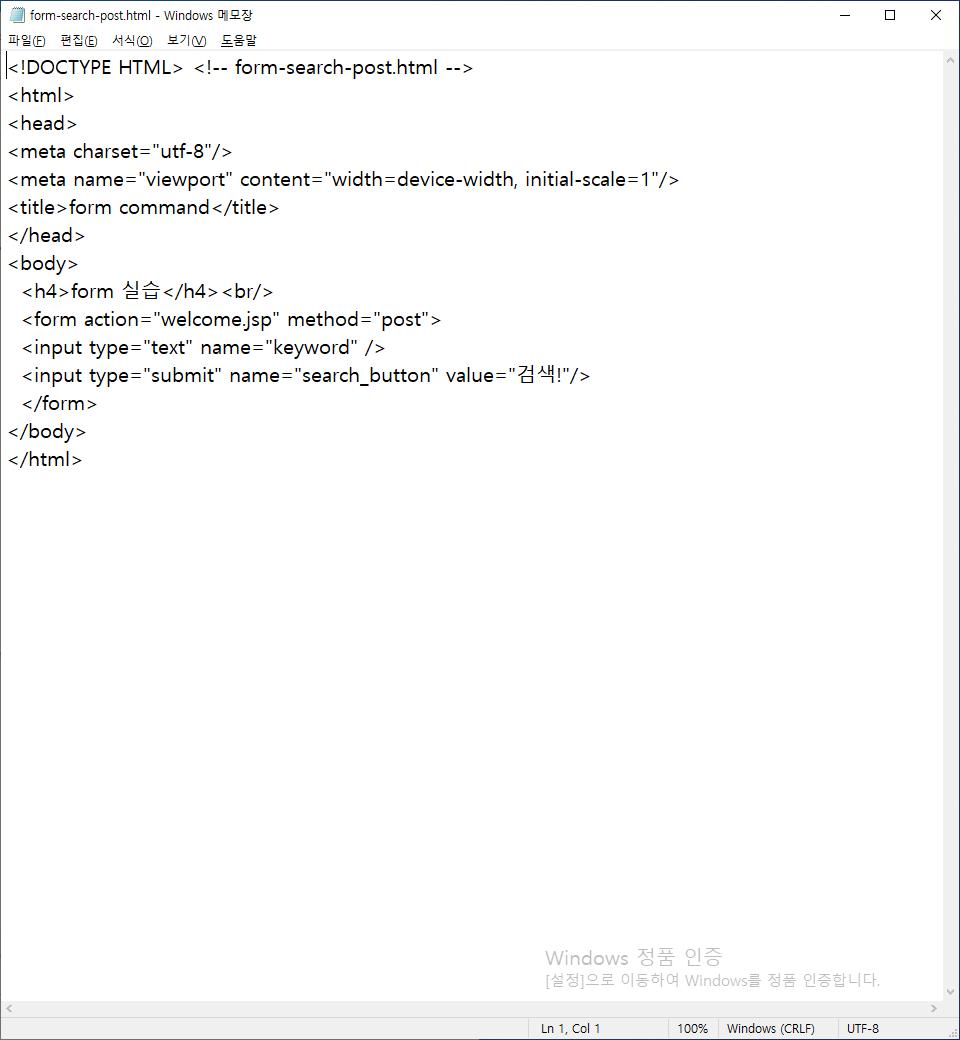 form-search-post.html - Windows 메모장
파일(F) 편집(E) 서식(O) 보기(V) 도움말
<!DOCTYPE HTML> <!-- form-search-post.html -->
<html>
<head>
<meta charset="utf-8"/>
<meta name="viewport" content="width=device-width, initial-scale=1"/>
<title>form command</title>
</head>
<body>
  <h4>form 실습</h4><br/>
  <form action="welcome.jsp" method="post">
  <input type="text" name="keyword" />
  <input type="submit" name="search_button" value="검색!"/>
  </form>
</body>
</html>
Windows 정품 인증
[설정]으로 이동하여 Windows를 정품 인증합니다.
Ln 1, Col 1 100% Windows (CRLF) UTF-8